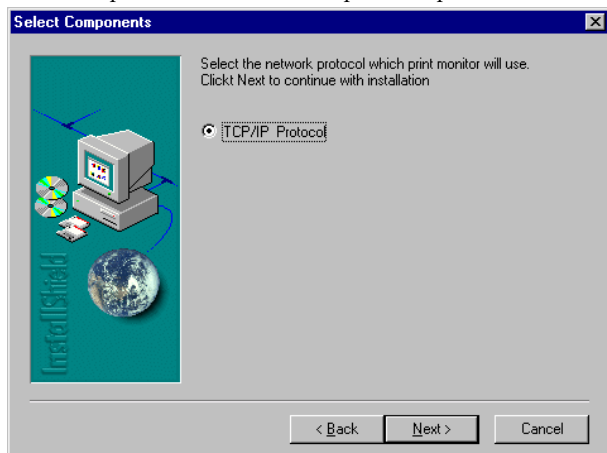 Select Components
Select the network protocol which print monitor will use.
Clickt Next to continue with installation
TCP/IP Protocol
InstallShield
< Back
Next >
Cancel